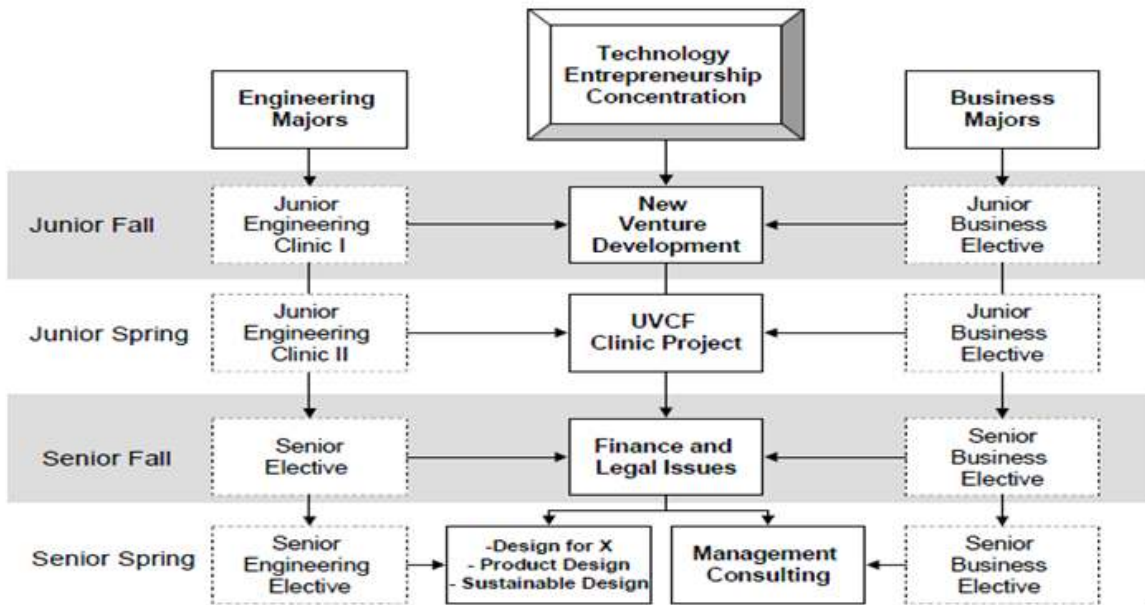 Technology
Entrepreneurship
Concentration
Engineering
Majors
Business
Majors
Junior Fall
Junior
Engineering
Clinic I
New
Venture
Development
Junior
Business
Elective
Junior Spring
Junior
Engineering
Clinic II
UVCF
Clinic Project
Junior
Business
Elective
Senior Fall
Senior
Elective
Finance and
Legal Issues
Senior
Business
Elective
Senior Spring
Senior
Engineering
Elective
-Design for X
- Product Design
- Sustainable Design
Management
Consulting
Senior
Business
Elective